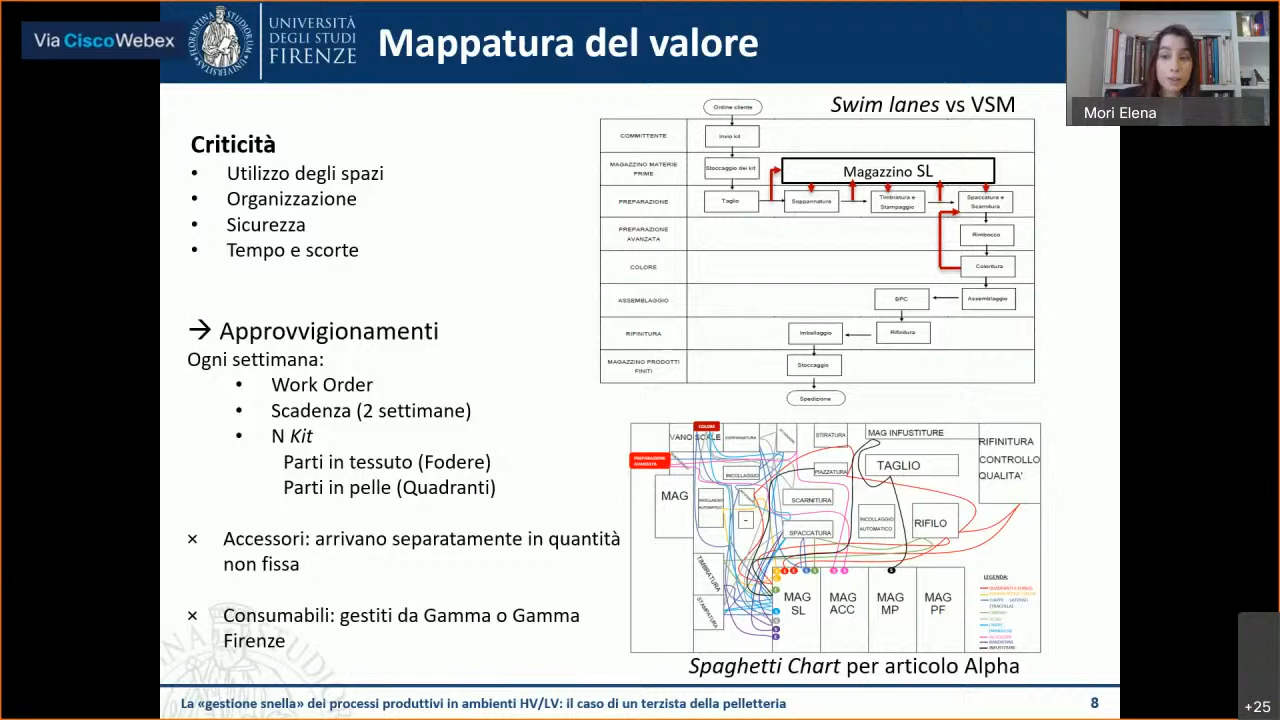 Via CiscoWebex
UNIVERSITÀ
DEGLI STUDI
FIRENZE
Mappatura del valore
Mori Elena
Criticità
• Utilizzo degli spazi
• Organizzazione
• Sicurezza
• Tempo e scorte
→ Approvvigionamenti
Ogni settimana:
• Work Order
• Scadenza (2 settimane)
• N Kit
Parti in tessuto (Fodere)
Parti in pelle (Quadranti)
× Accessori: arrivano separatamente in quantità
non fissa
× Consumabili: gestiti da Gamma o Gamma
Firenze
Swim lanes vs VSM
Ordine cliente
COMMITTENTE
Invio kit
MAGAZZINO MATERIE
PRIME
Stoccaggio dei kit
Magazzino SL
PREPARAZIONE
Taglio
Soppannatura
Timbratura e
Stampaggio
Spaccatura e
Scarnitura
PREPARAZIONE
AVANZATA
Rimbocco
COLORE
Coloritura
ASSEMBLAGGIO
SPC
Assemblaggio
RIFINITURA
Imballaggio
Rifinitura
MAGAZZINO PRODOTTI
FINITI
Stoccaggio
Spedizione
COLORE
VANO SCALE
SOPPANNATURA
STIRATURA
MAG INFUSTITURE
RIFINITURA
CONTROLLO
QUALITA'
PREPARAZIONE
AVANZATA
INCOLLAGGIO
PIAZZATURA
TAGLIO
MAG
INCOLLAGGIO
AUTOMATICO
SCARNITURA
INCOLLAGGIO
AUTOMATICO
RIFILO
SPACCATURA
TIMBRATURA
STAMPATURA
MAG
SL
MAG
ACC
MAG
MP
MAG
PF
LEGENDA:
Spaghetti Chart per articolo Alpha
La «gestione snella» dei processi produttivi in ambienti HV/LV: il caso di un terzista della pelletteria
8
+25